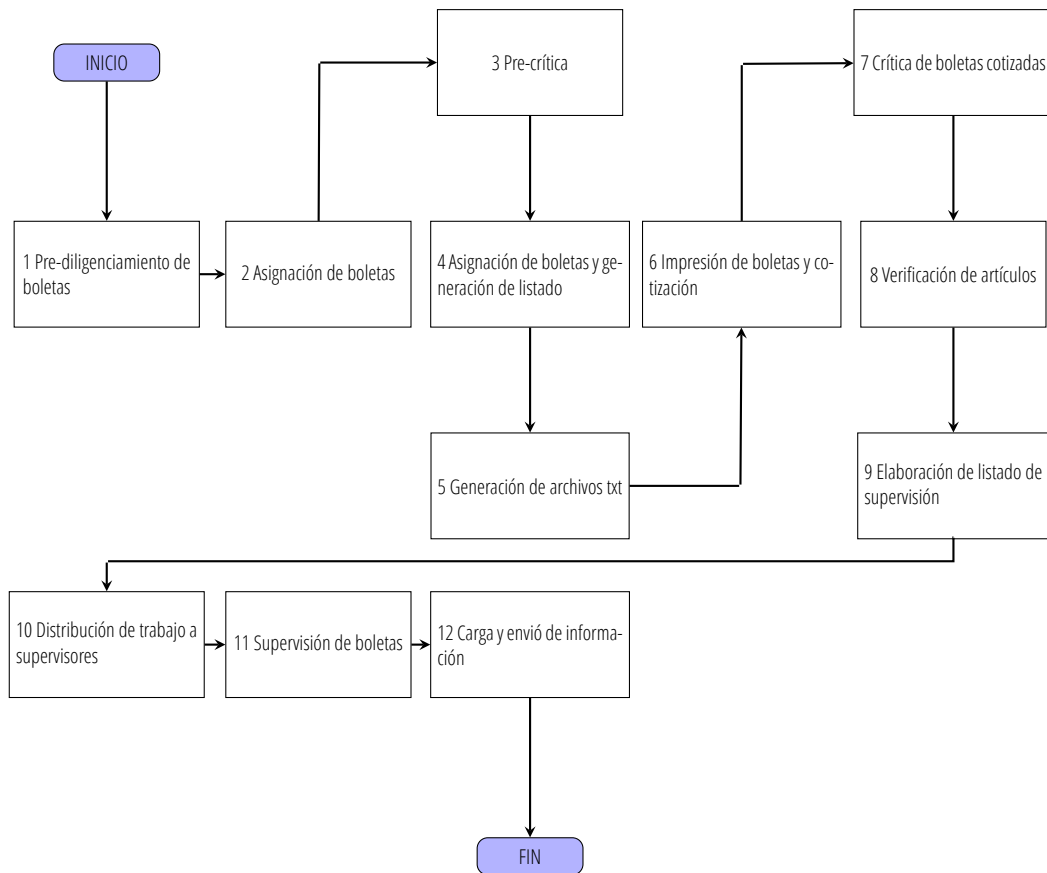 INICIO
1 Pre-diligenciamiento de
boletas
2 Asignación de boletas
3 Pre-crítica
4 Asignación de boletas y ge-
neración de listado
5 Generación de archivos txt
6 Impresión de boletas y co-
tización
7 Crítica de boletas cotizadas
8 Verificación de artículos
9 Elaboración de listado de
supervisión
10 Distribución de trabajo a
supervisores
11 Supervisión de boletas
12 Carga y envió de informa-
ción
FIN